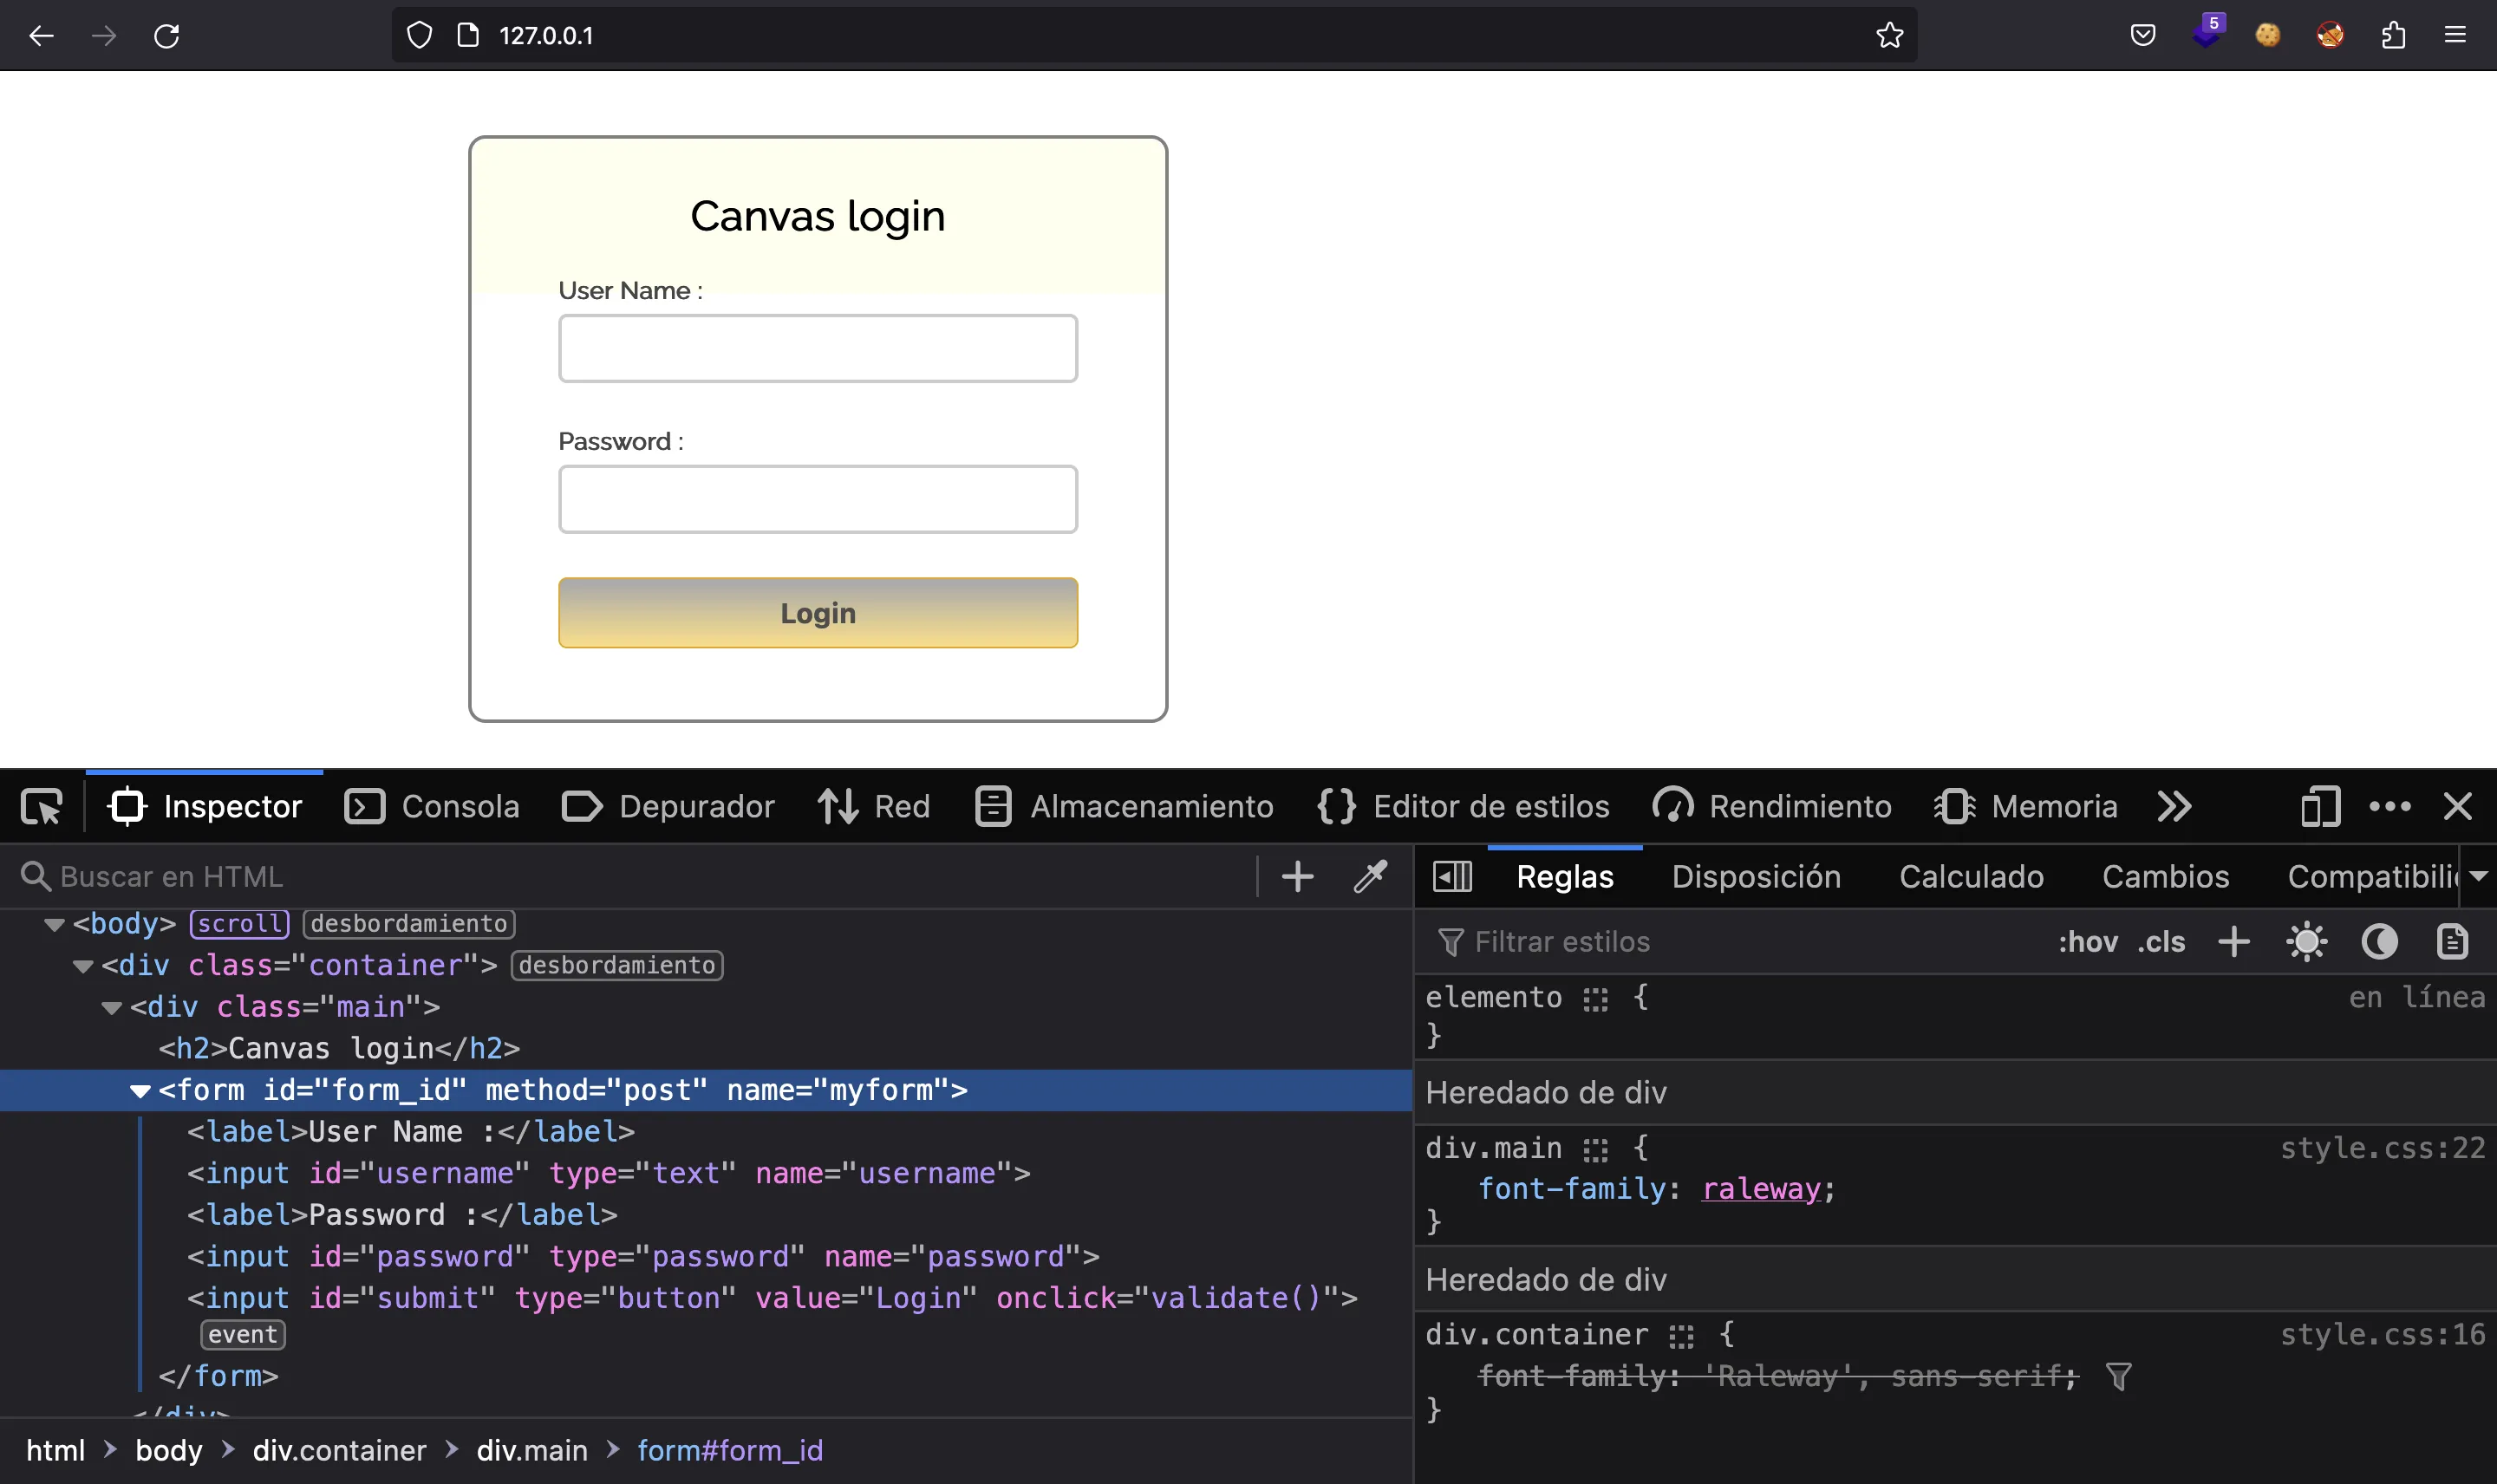 127.0.0.1
5
Canvas login
User Name :
Password :
Login
Inspector Consola Depurador Red Almacenamiento {} Editor de estilos Rendimiento Memoria
Buscar en HTML
Reglas Disposición Calculado Cambios Compatibili
<body> scroll desbordamiento
<div class="container"> desbordamiento
<div class="main">
<h2>Canvas login</h2>
<form id="form_id" method="post" name="myform">
<label>User Name :</label>
<input id="username" type="text" name="username">
<label>Password :</label>
<input id="password" type="password" name="password">
<input id="submit" type="button" value="Login" onclick="validate()">
event
</form>
</div>
html body div.container div.main form#form_id
Filtrar estilos :hov .cls
elemento { en línea
}
Heredado de div
div.main { style.css:22
font-family: raleway;
}
Heredado de div
div.container { style.css:16
font-family: 'Raleway', sans-serif;
}